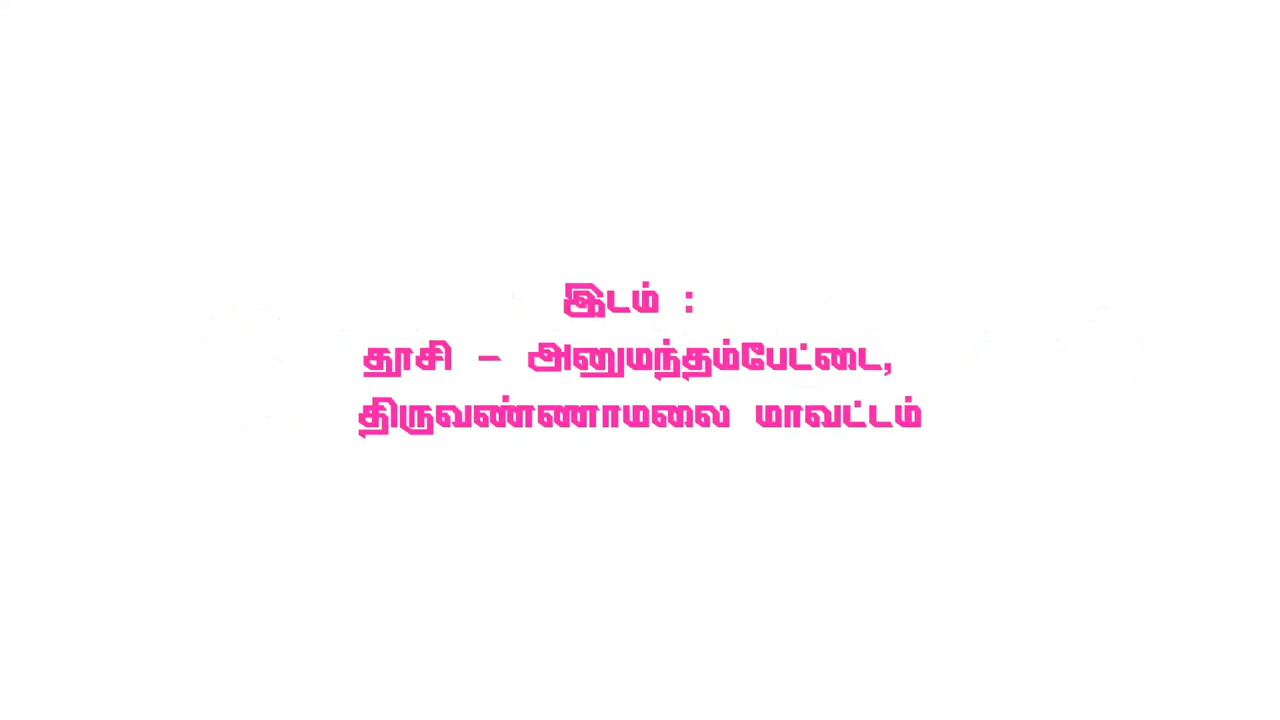 இடம் :
தூசி - அனுமந்தம்பேட்டை,
திருவண்ணாமலை மாவட்டம்